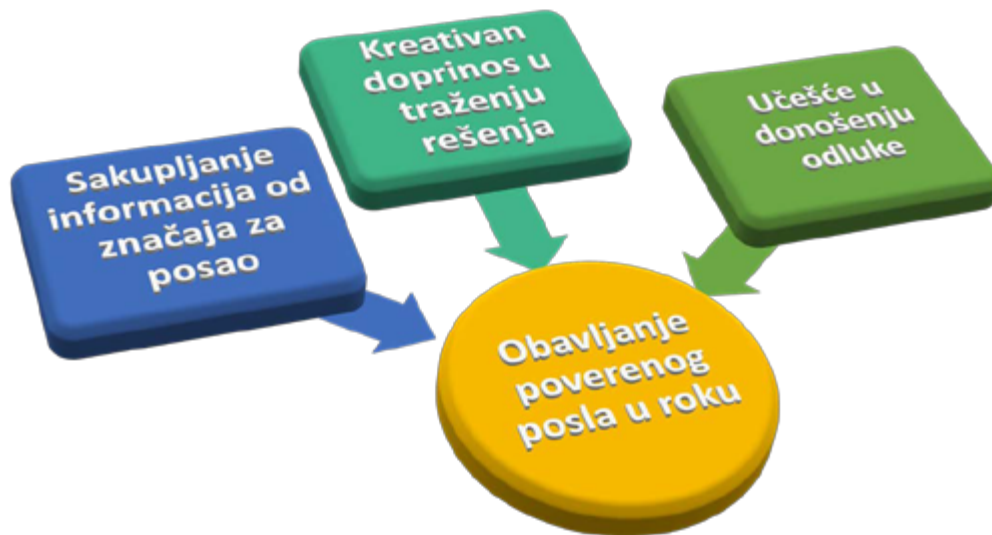 Sakupljanje
informacija od
značaja za
posao
Kreativan
doprinos u
traženju
rešenja
Učešće u
donošenju
odluke
Obavljanje
poverenog
posla u roku